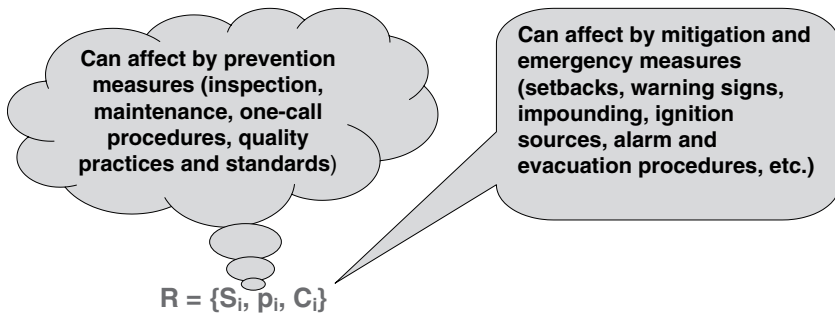 Can affect by prevention
measures (inspection,
maintenance, one-call
procedures, quality
practices and standards)
Can affect by mitigation and
emergency measures
(setbacks, warning signs,
impounding, ignition
sources, alarm and
evacuation procedures, etc.)
R = {Sᵢ, pᵢ, Cᵢ}